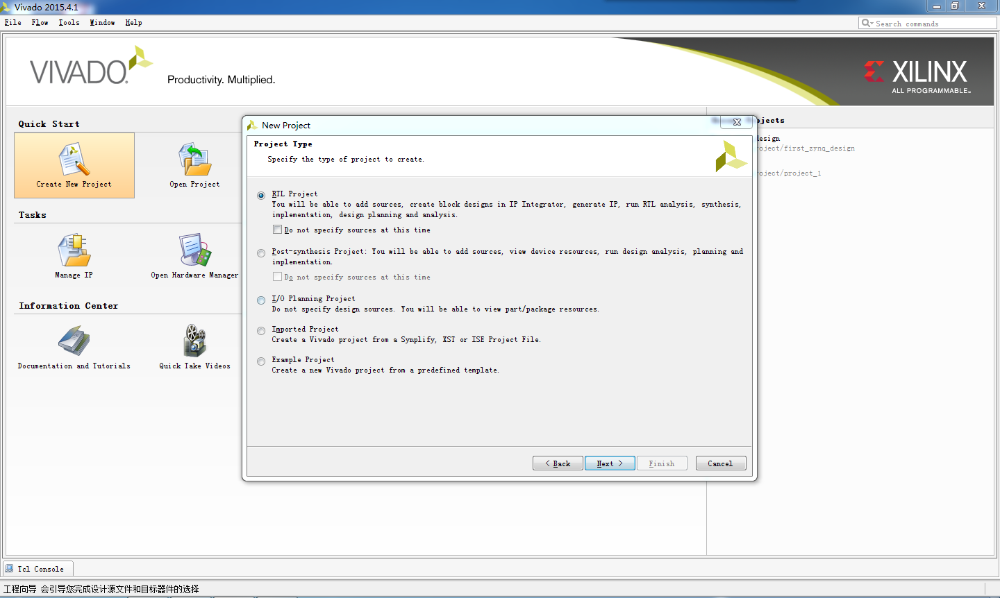 Vivado 2015.4.1
File Flow Tools Window Help
Search commands
VIVADO.
Productivity. Multiplied.
XILINX
ALL PROGRAMMABLE™
Quick Start
Create New Project
Open Project
Tasks
Manage IP
Open Hardware Manager
Information Center
Documentation and Tutorials
Quick Take Videos
New Project
Project Type
Specify the type of project to create.
RTL Project
You will be able to add sources, create block designs in IP Integrator, generate IP, run RTL analysis, synthesis,
implementation, design planning and analysis.
Do not specify sources at this time
Post-synthesis Project: You will be able to add sources, view device resources, run design analysis, planning and
implementation.
Do not specify sources at this time
I/O Planning Project
Do not specify design sources. You will be able to view part/package resources.
Imported Project
Create a Vivado project from a Synplify, XST or ISE Project File.
Example Project
Create a new Vivado project from a predefined template.
< Back
Next >
Finish
Cancel
ojects
design
roject/first_zynq_design
roject/project_1
Tcl Console
工程向导 会引导您完成设计源文件和目标器件的选择